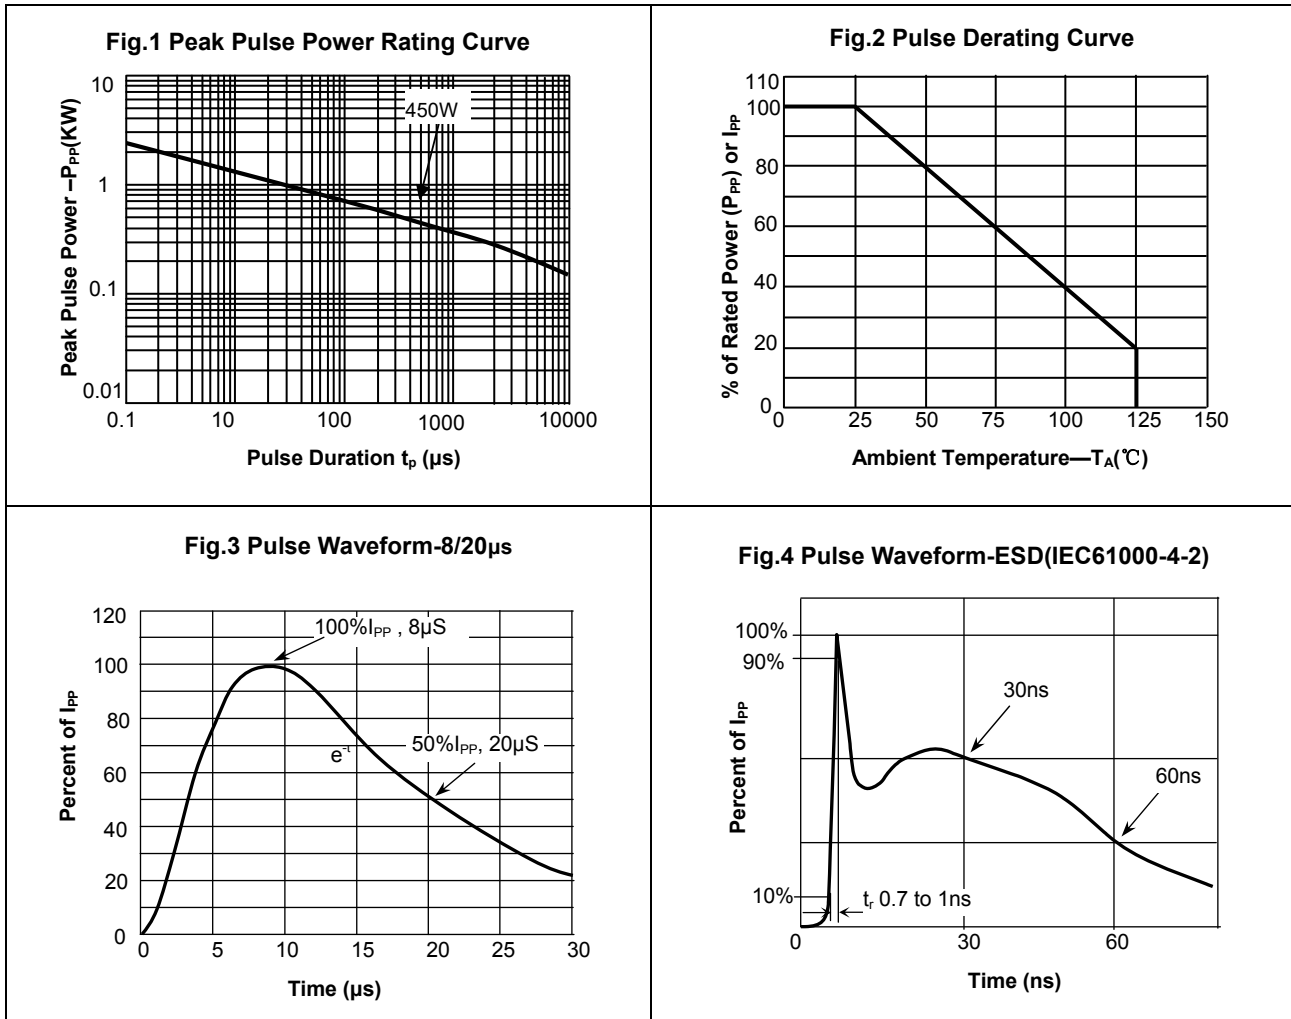 Fig.1 Peak Pulse Power Rating Curve
Peak Pulse Power –PPP(KW)
10
1
0.1
0.01
450W
0.1 10 100 1000 10000
Pulse Duration tp (µs)
Fig.2 Pulse Derating Curve
% of Rated Power (PPP) or IPP
110
100
80
60
40
20
0
0 25 50 75 100 125 150
Ambient Temperature—TA(℃)
Fig.3 Pulse Waveform-8/20µs
Percent of IPP
120
100
80
60
40
20
0
100%IPP , 8µS
e-t
50%IPP, 20µS
0 5 10 15 20 25 30
Time (µs)
Fig.4 Pulse Waveform-ESD(IEC61000-4-2)
Percent of IPP
100%
90%
10%
30ns
60ns
tr 0.7 to 1ns
0 30 60
Time (ns)